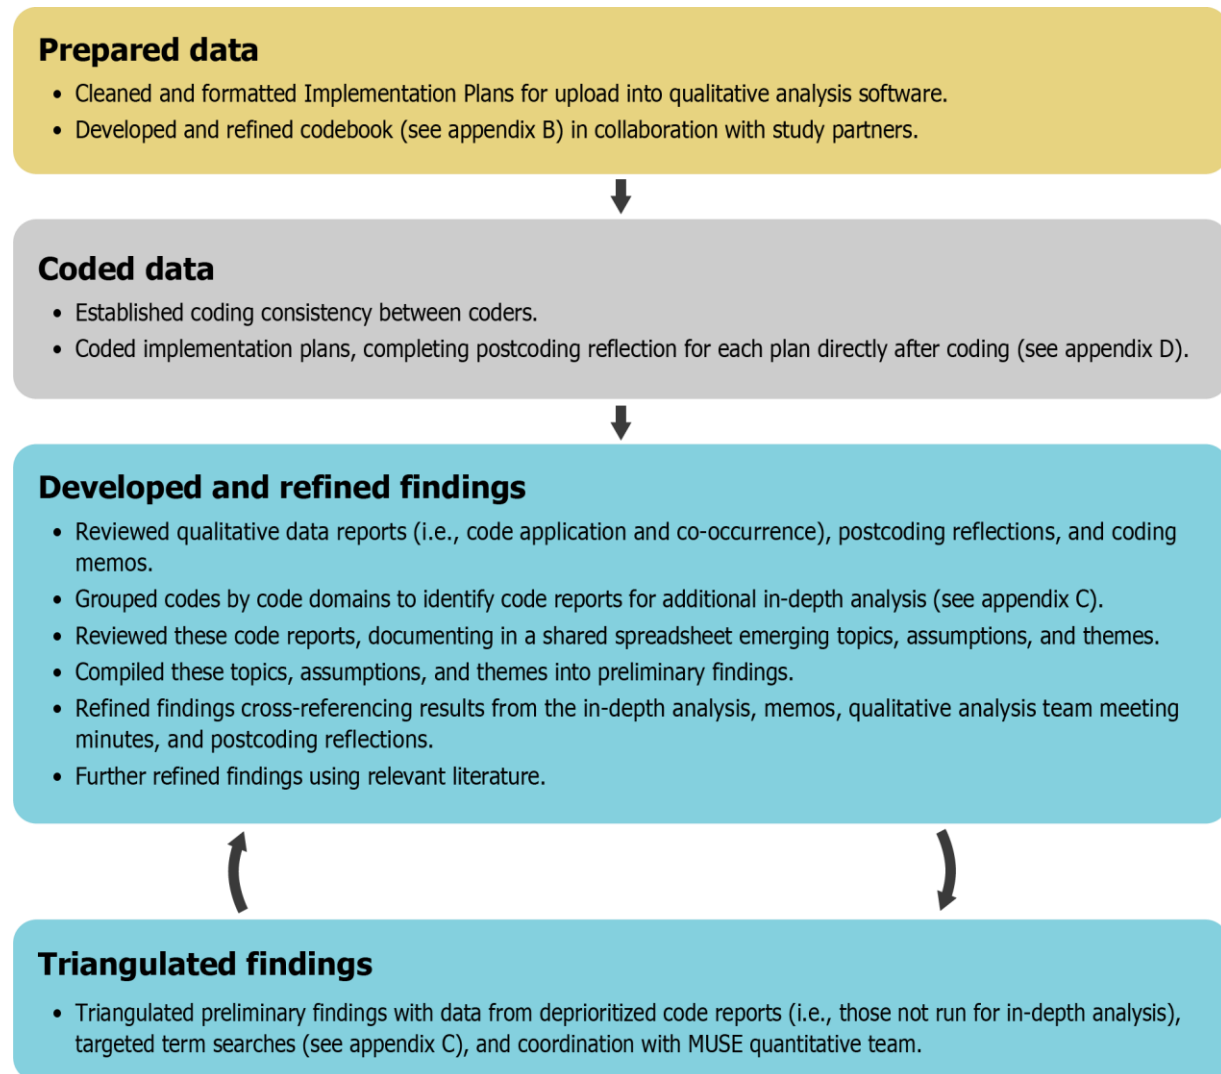 Prepared data
• Cleaned and formatted Implementation Plans for upload into qualitative analysis software.
• Developed and refined codebook (see appendix B) in collaboration with study partners.
Coded data
• Established coding consistency between coders.
• Coded implementation plans, completing postcoding reflection for each plan directly after coding (see appendix D).
Developed and refined findings
• Reviewed qualitative data reports (i.e., code application and co-occurrence), postcoding reflections, and coding
memos.
• Grouped codes by code domains to identify code reports for additional in-depth analysis (see appendix C).
• Reviewed these code reports, documenting in a shared spreadsheet emerging topics, assumptions, and themes.
• Compiled these topics, assumptions, and themes into preliminary findings.
• Refined findings cross-referencing results from the in-depth analysis, memos, qualitative analysis team meeting
minutes, and postcoding reflections.
• Further refined findings using relevant literature.
Triangulated findings
• Triangulated preliminary findings with data from deprioritized code reports (i.e., those not run for in-depth analysis),
targeted term searches (see appendix C), and coordination with MUSE quantitative team.